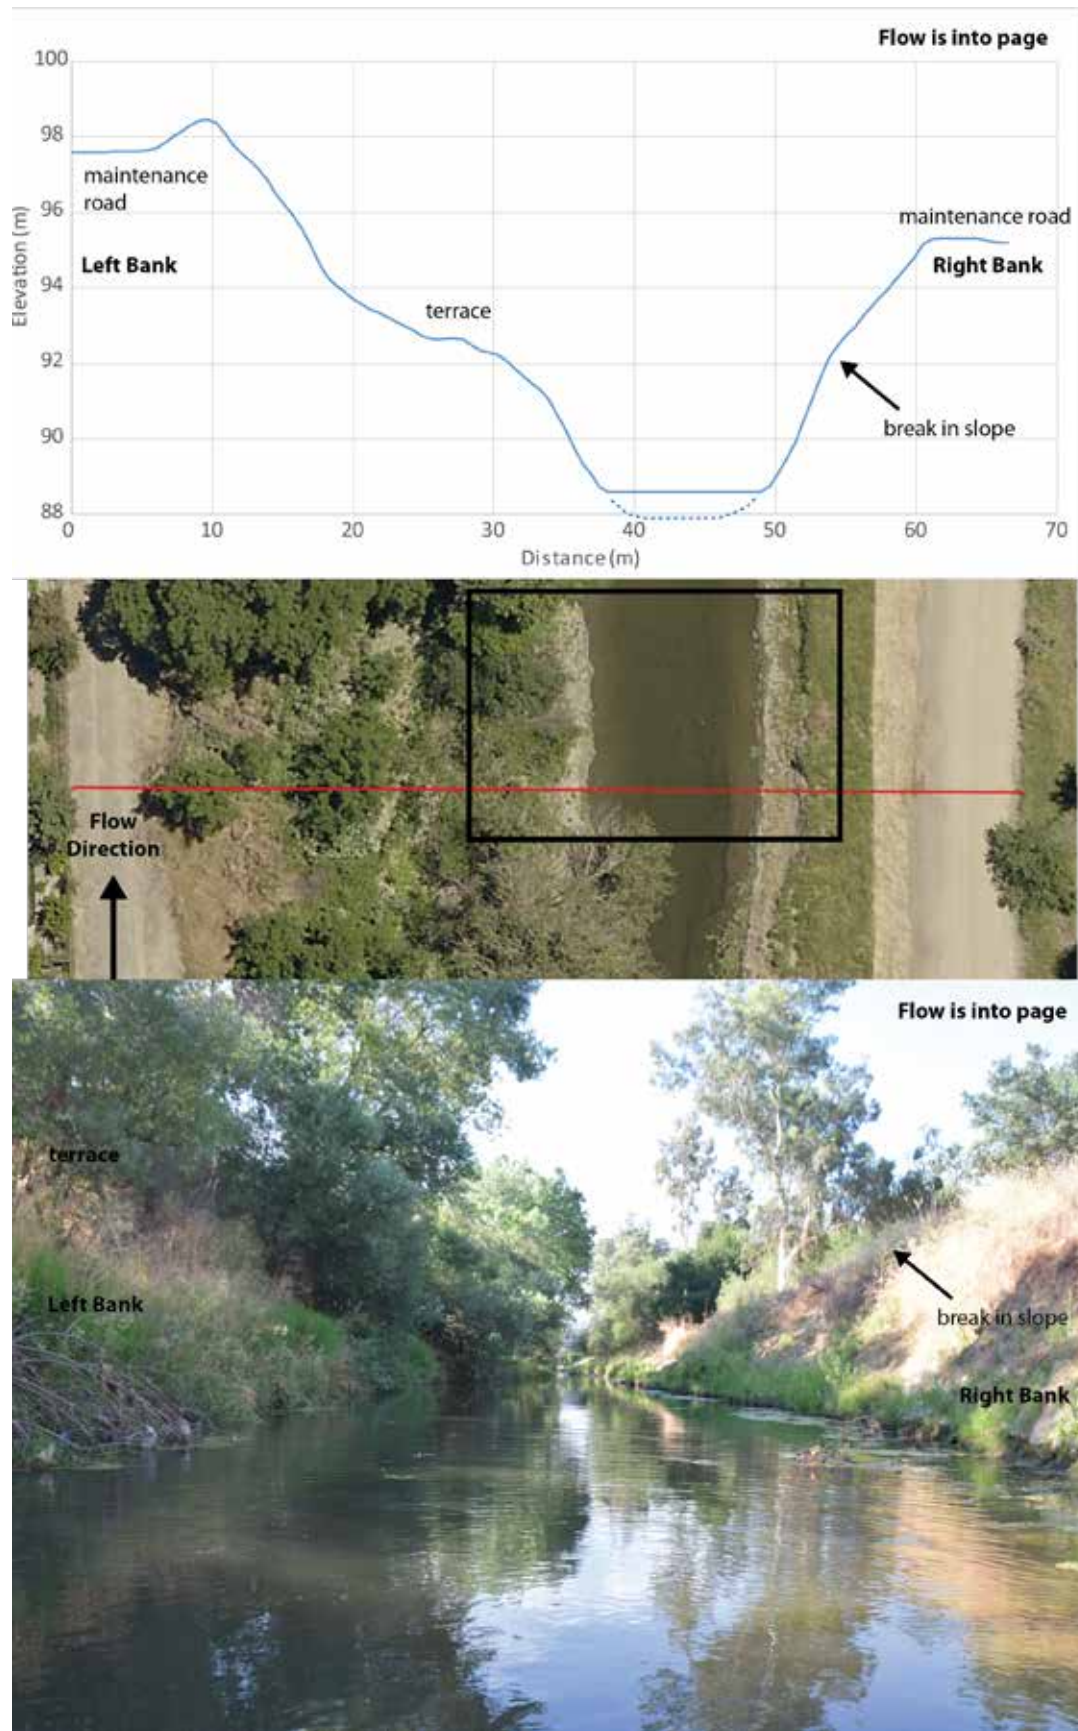 Flow is into page
100
98
96
94
92
90
88
Elevation (m)
maintenance
road
Left Bank
terrace
maintenance road
Right Bank
break in slope
0 10 20 30 40 50 60 70
Distance (m)
Flow
Direction
Flow is into page
terrace
Left Bank
break in slope
Right Bank